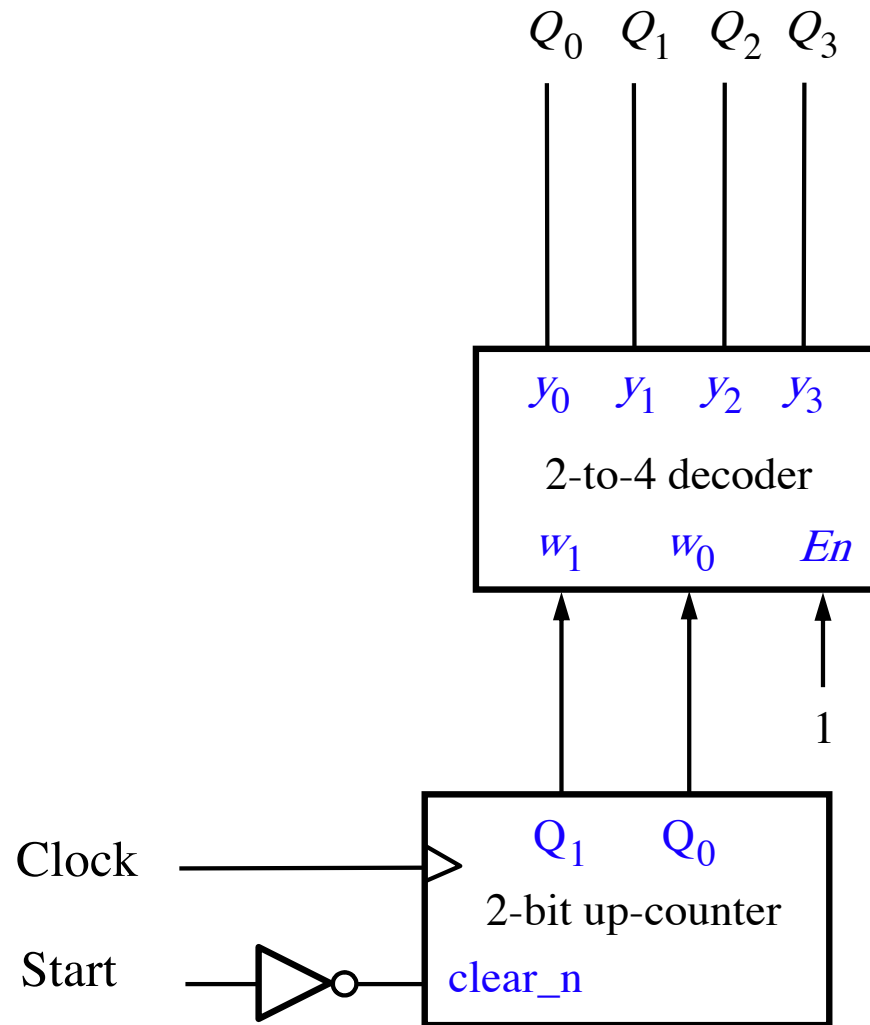 Q0 Q1 Q2 Q3
y0 y1 y2 y3
2-to-4 decoder
w1 w0 En
1
Q1 Q0
Clock
2-bit up-counter
Start
clear_n